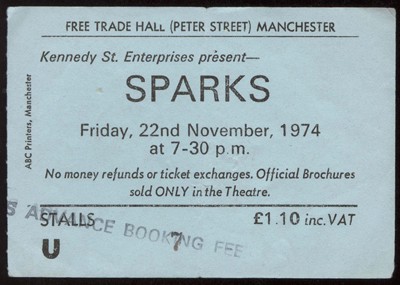 FREE TRADE HALL (PETER STREET) MANCHESTER
Kennedy St. Enterprises présent—
SPARKS
Friday, 22nd November, 1974
at 7-30 p.m.
No money refunds or ticket exchanges. Official Brochures
sold ONLY in the Theatre.
STALLS £1.10 inc. VAT
U 7
BOOKING FEE
ABC Printers, Manchester